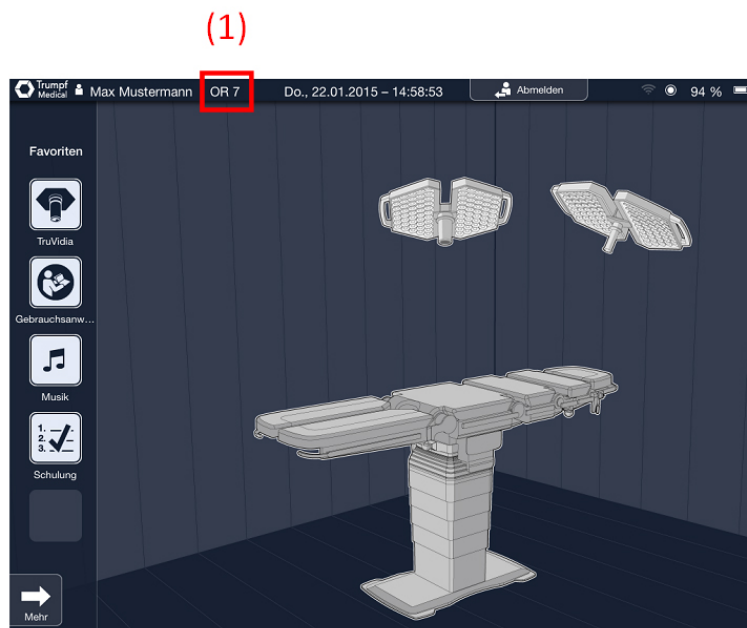 (1)
Trumpf
Medical
Max Mustermann OR 7 Do., 22.01.2015 – 14:58:53 Abmelden 94 %
Favoriten
TruVidia
Gebrauchsanw...
Musik
1.
2.
3.
Schulung
Mehr